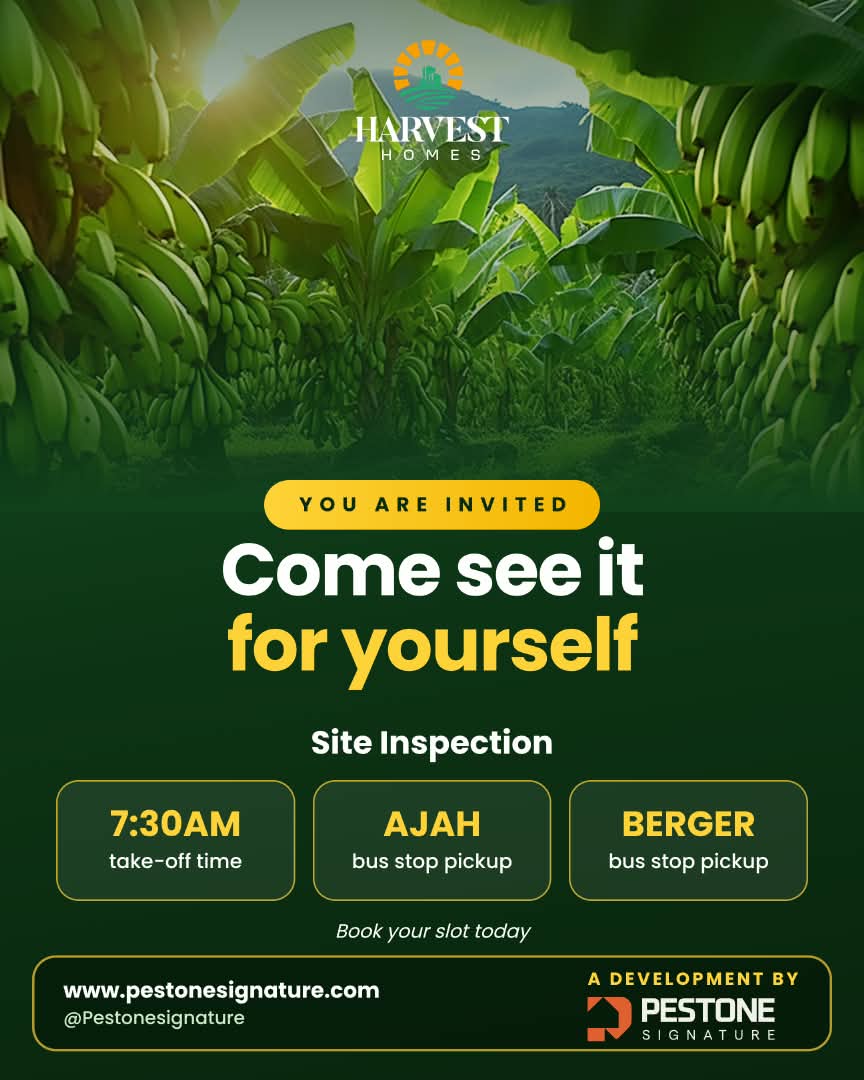 HARVEST
HOMES
YOU ARE INVITED
Come see it
for yourself
Site Inspection
7:30AM
take-off time
AJAH
bus stop pickup
BERGER
bus stop pickup
Book your slot today
www.pestonesignature.com
@Pestonesignature
A DEVELOPMENT BY
PESTONE
SIGNATURE